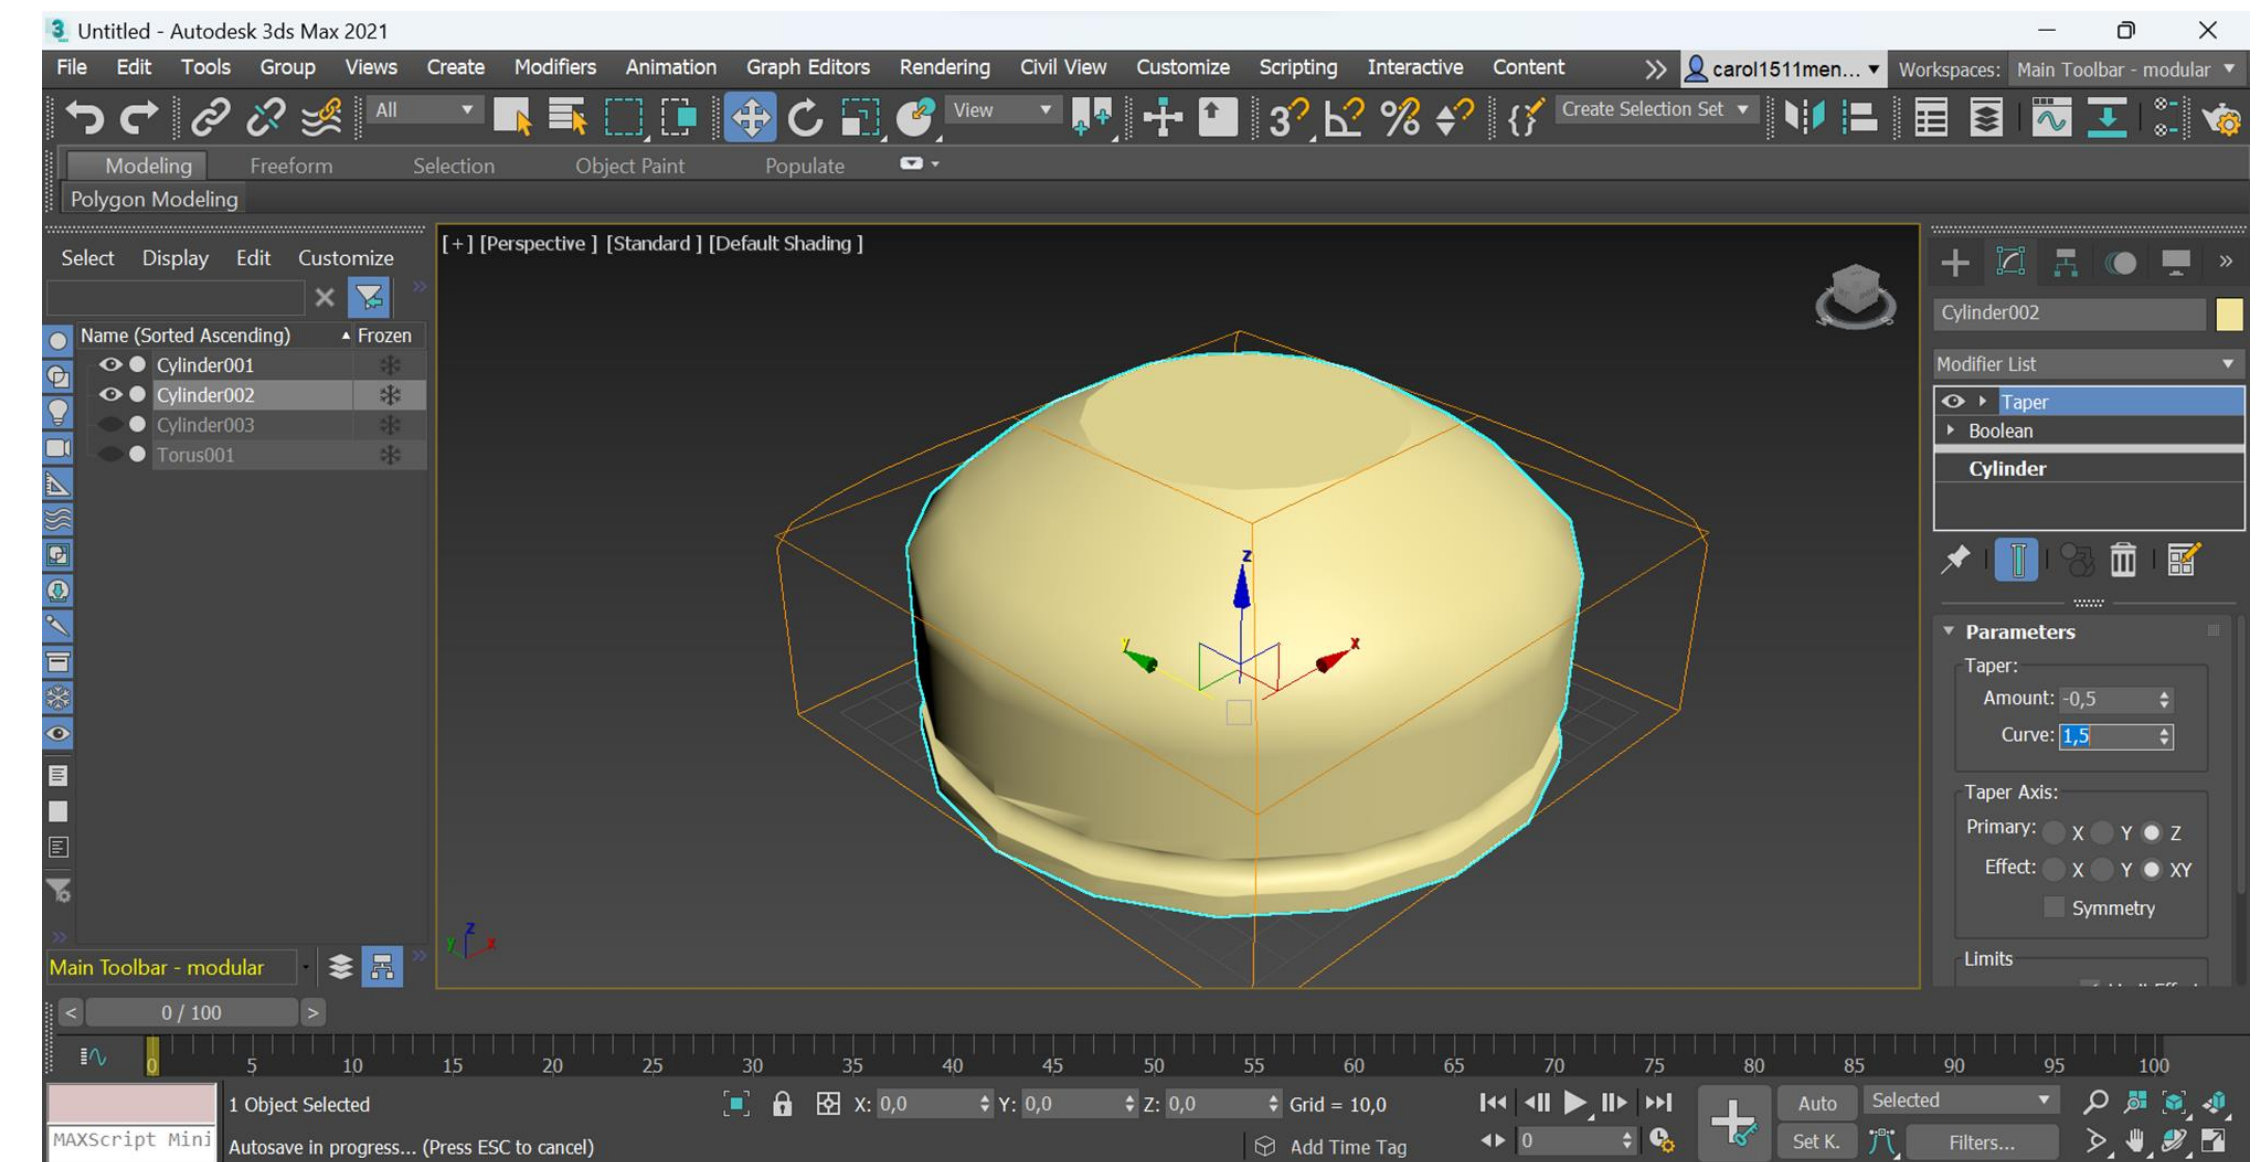 Untitled - Autodesk 3ds Max 2021
File Edit Tools Group Views Create Modifiers Animation Graph Editors Rendering Civil View Customize Scripting Interactive Content carol1511men... Workspaces: Main Toolbar - modular
All View Create Selection Set
Modeling Freeform Selection Object Paint Populate
Polygon Modeling
Select Display Edit Customize
[+] [Perspective ] [Standard ] [Default Shading ]
Name (Sorted Ascending) Frozen
Cylinder001
Cylinder002
Cylinder003
Torus001
Z
y
x
z
y
x
Cylinder002
Modifier List
Taper
Boolean
Cylinder
Parameters
Taper:
Amount: -0,5
Curve: 1,5
Taper Axis:
Primary: X Y Z
Effect: X Y XY
Symmetry
Limits
Main Toolbar - modular
< 0 / 100 >
0 5 10 15 20 25 30 35 40 45 50 55 60 65 70 75 80 85 90 95 100
1 Object Selected X: 0,0 Y: 0,0 Z: 0,0 Grid = 10,0 Auto Selected
MAXScript Mini Autosave in progress... (Press ESC to cancel) Add Time Tag 0 Set K. Filters...